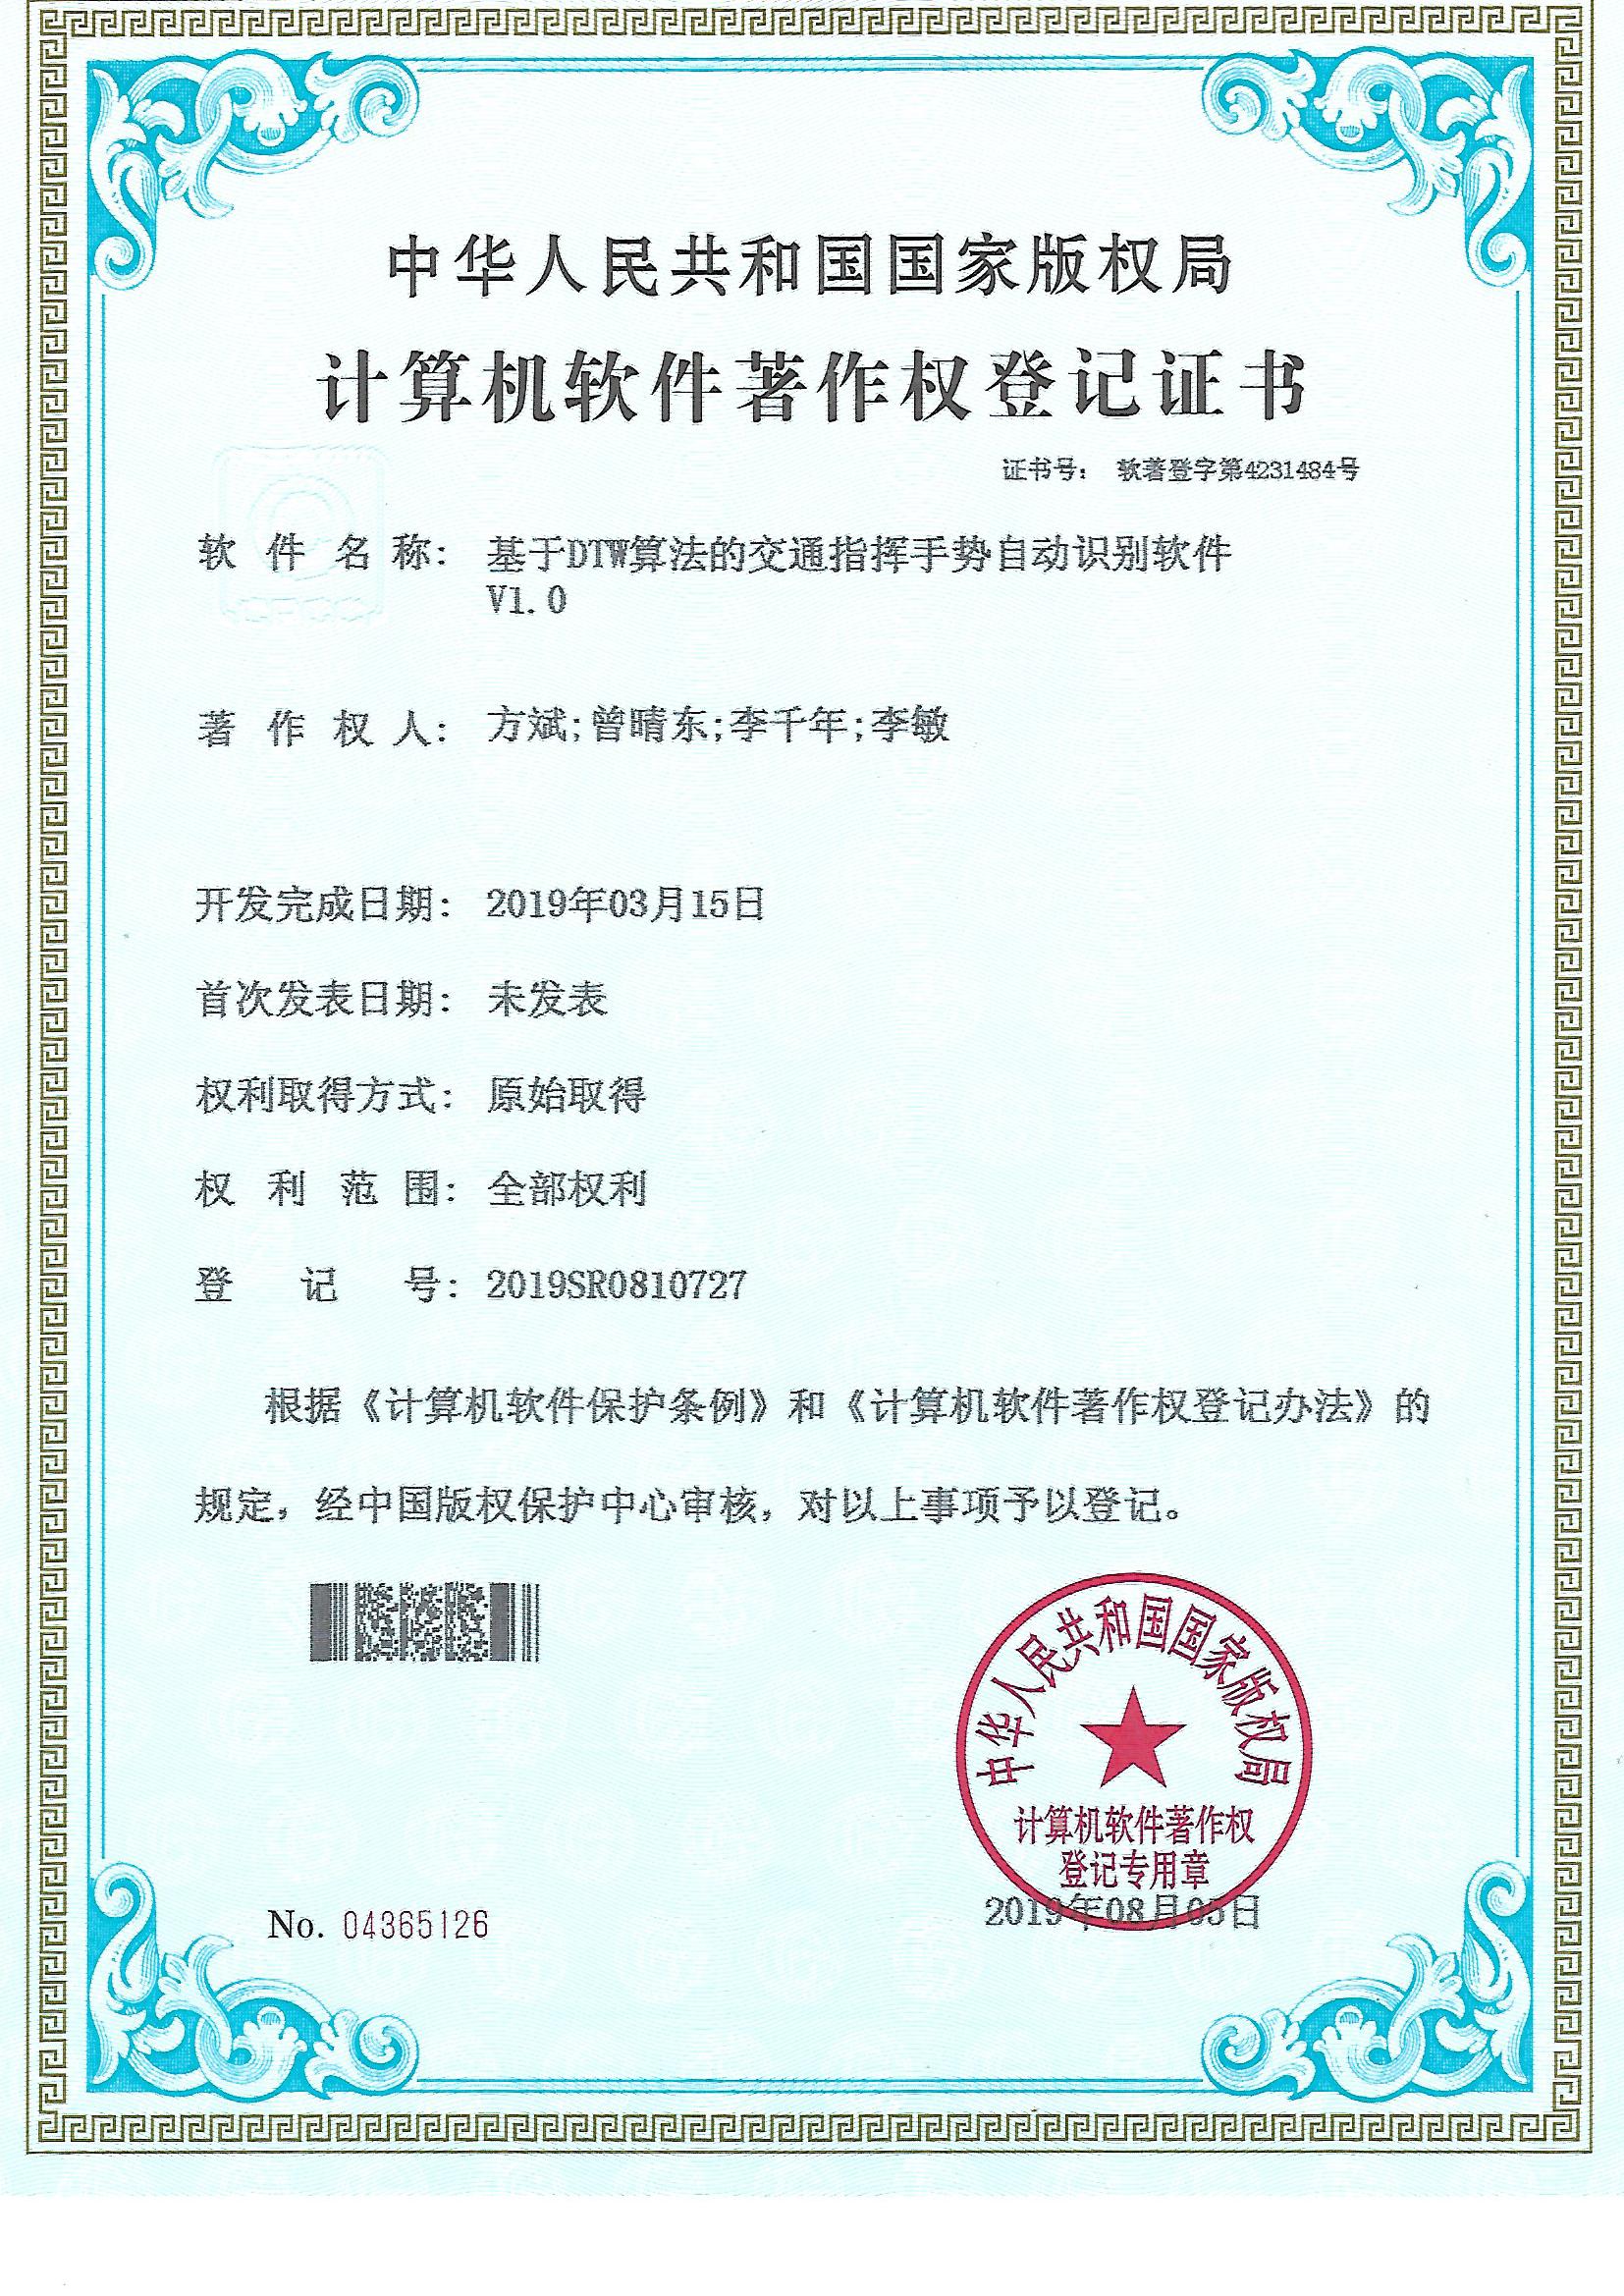 中华人民共和国国家版权局
计算机软件著作权登记证书
证书号： 软著登字第4231484号
软件名称： 基于DTW算法的交通指挥手势自动识别软件
V1.0
著作权人： 方斌;曾晴东;李千年;李敏
开发完成日期： 2019年03月15日
首次发表日期： 未发表
权利取得方式： 原始取得
权利范围： 全部权利
登记号： 2019SR0810727
根据《计算机软件保护条例》和《计算机软件著作权登记办法》的
规定，经中国版权保护中心审核，对以上事项予以登记。
中华人民共和国国家版权局
计算机软件著作权
登记专用章
No. 04365126
2019年08月05日